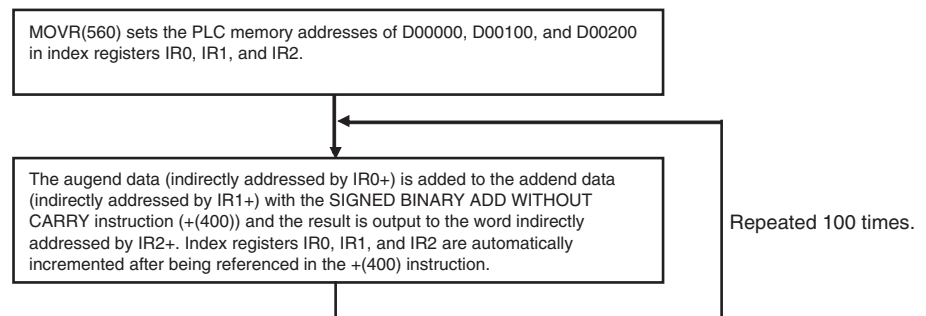 MOVR(560) sets the PLC memory addresses of D00000, D00100, and D00200
in index registers IR0, IR1, and IR2.
The augend data (indirectly addressed by IR0+) is added to the addend data
(indirectly addressed by IR1+) with the SIGNED BINARY ADD WITHOUT
CARRY instruction (+(400)) and the result is output to the word indirectly
addressed by IR2+. Index registers IR0, IR1, and IR2 are automatically
incremented after being referenced in the +(400) instruction.
Repeated 100 times.